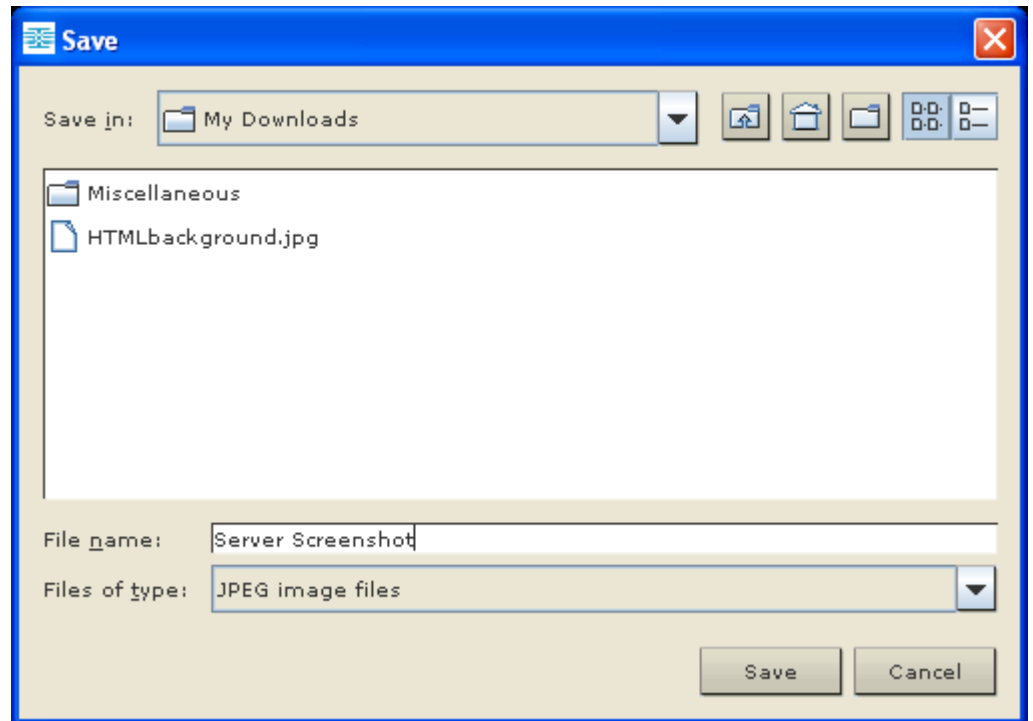 Save
Save in: My Downloads
Miscellaneous
HTMLbackground.jpg
File name: Server Screenshot
Files of type: JPEG image files
Save Cancel